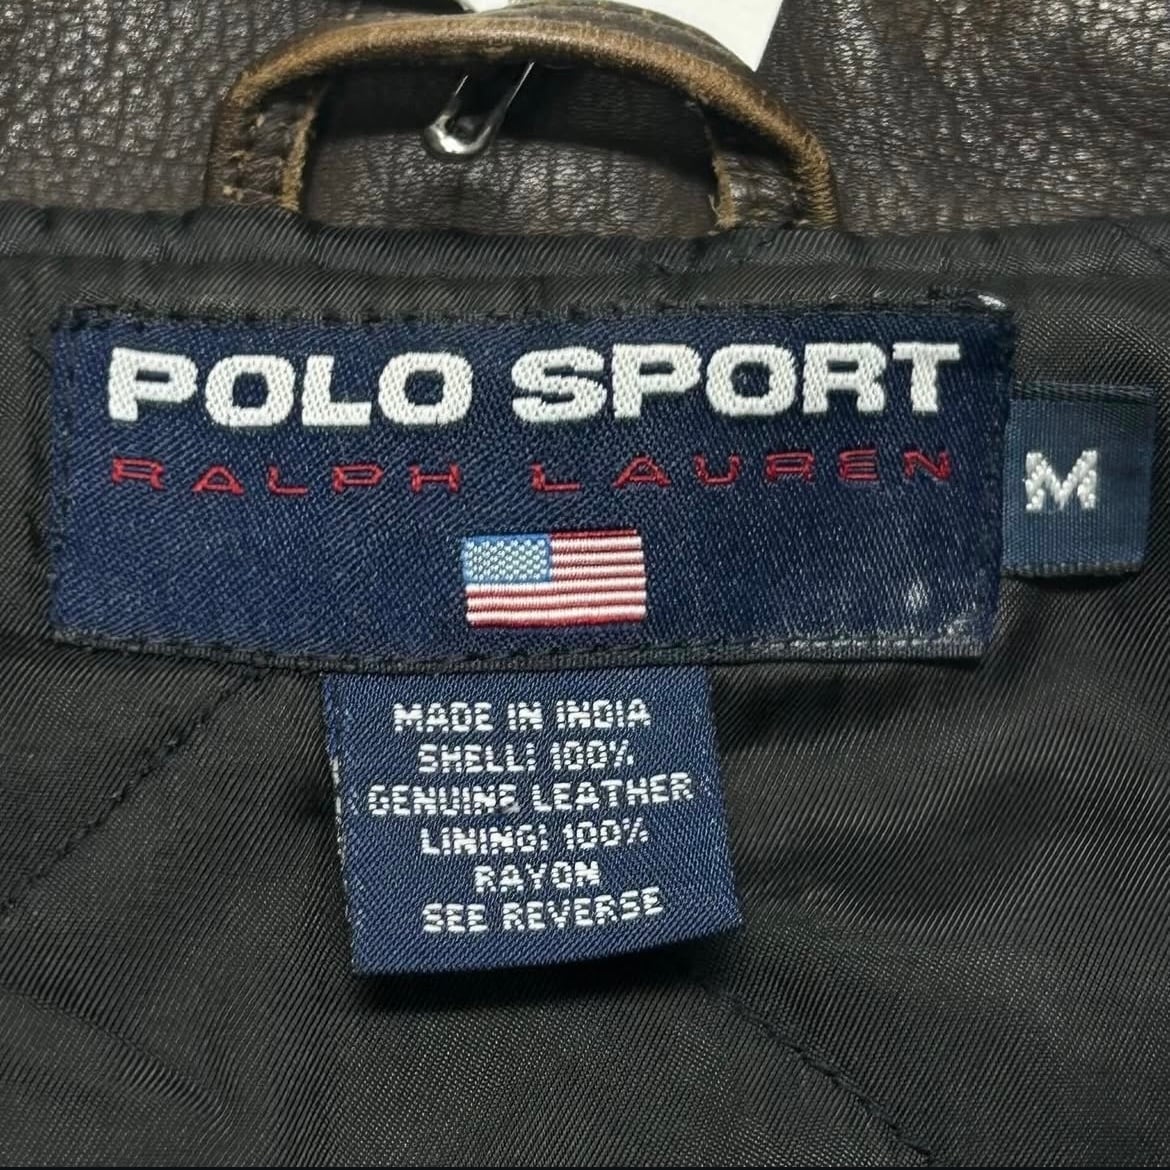 POLO SPORT
RALPH LAUREN
M
MADE IN INDIA
SHELL: 100%
GENUINE LEATHER
LINING: 100%
RAYON
SEE REVERSE